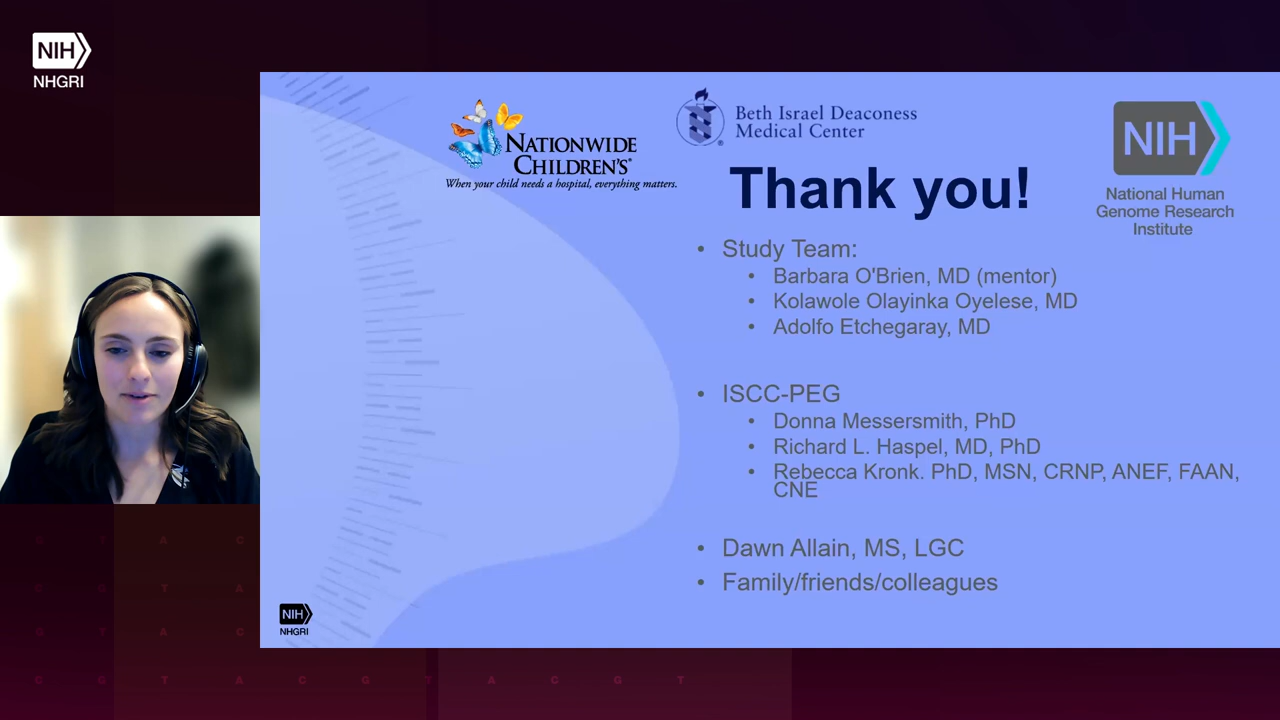 NIH
NHGRI
NATIONWIDE
CHILDREN'S®
When your child needs a hospital, everything matters.
Beth Israel Deaconess
Medical Center
NIH
National Human
Genome Research
Institute
Thank you!
• Study Team:
• Barbara O'Brien, MD (mentor)
• Kolawole Olayinka Oyelese, MD
• Adolfo Etchegaray, MD
• ISCC-PEG
• Donna Messersmith, PhD
• Richard L. Haspel, MD, PhD
• Rebecca Kronk. PhD, MSN, CRNP, ANEF, FAAN,
CNE
• Dawn Allain, MS, LGC
• Family/friends/colleagues
NIH
NHGRI
G T A C
G G T A
G T A C
C G T A C G T A C G T